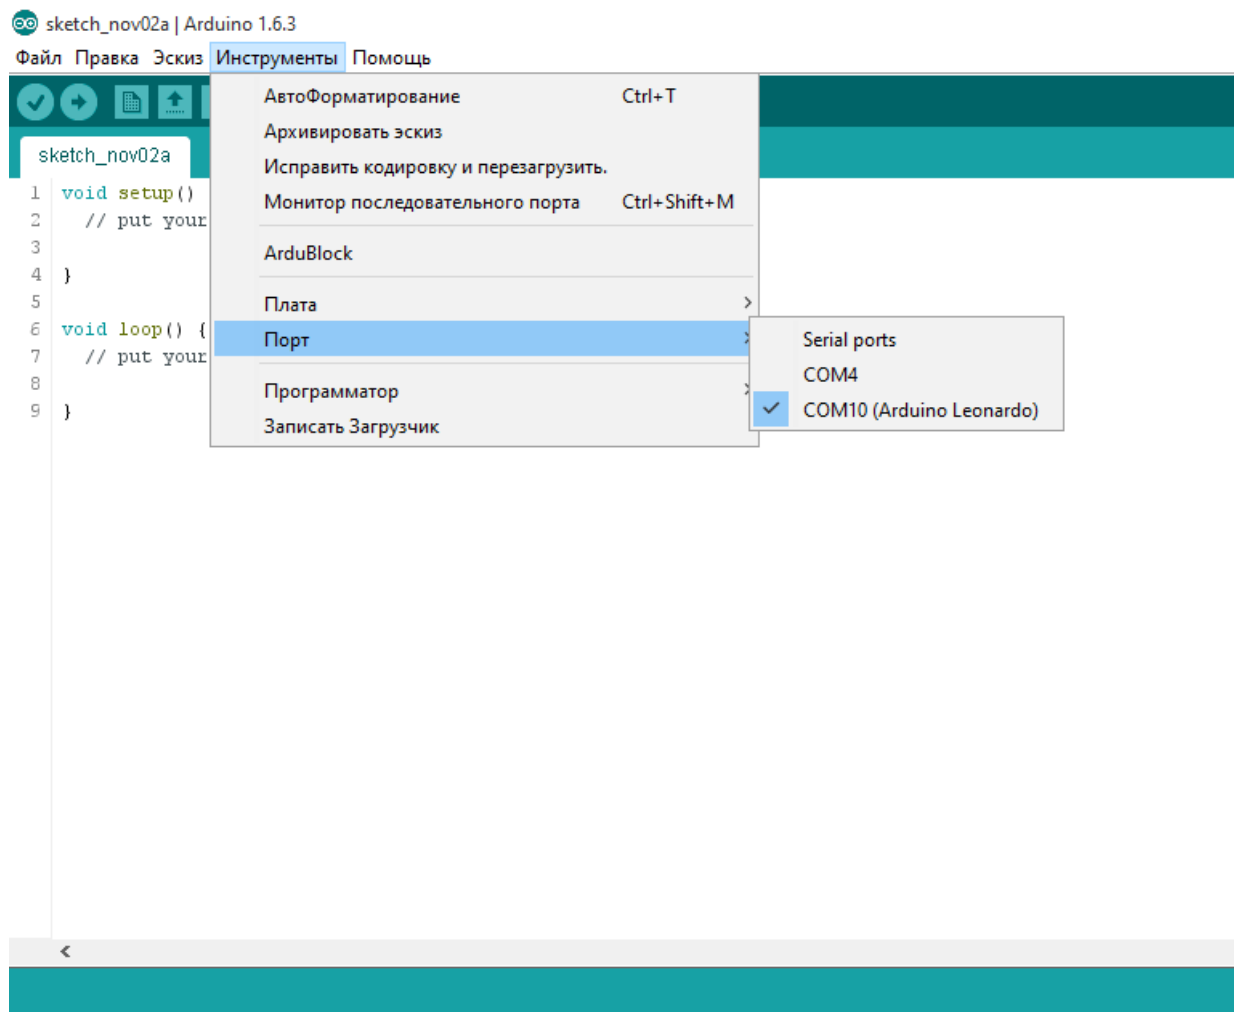 sketch_nov02a | Arduino 1.6.3
Файл Правка Эскиз Инструменты Помощь
АвтоФорматирование Ctrl+T
Архивировать эскиз
Исправить кодировку и перезагрузить.
Монитор последовательного порта Ctrl+Shift+M
ArduBlock
Плата
Порт
Программатор
Записать Загрузчик
Serial ports
COM4
COM10 (Arduino Leonardo)
sketch_nov02a
1 void setup()
2 // put your
3
4 }
5
6 void loop() {
7 // put your
8
9 }